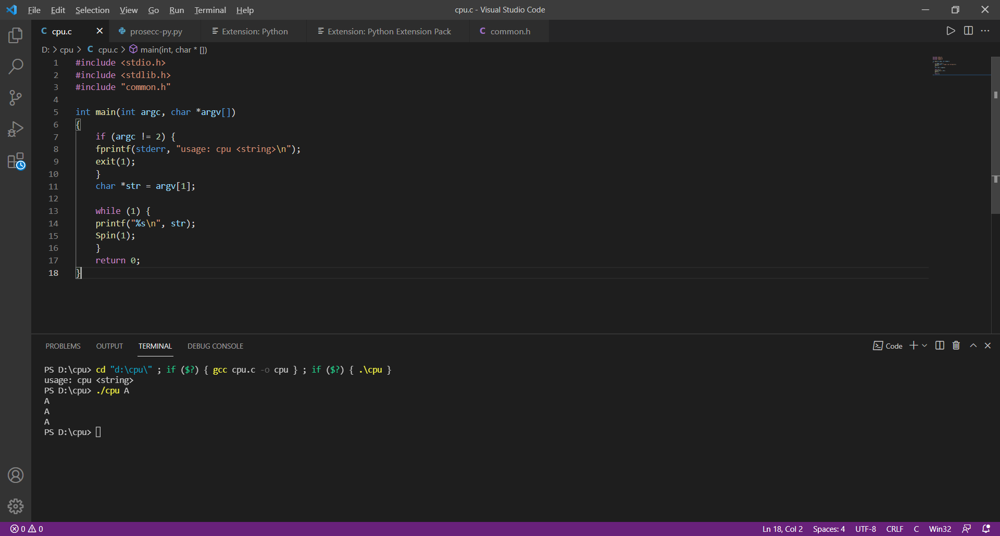 File Edit Selection View Go Run Terminal Help cpu.c - Visual Studio Code
C cpu.c prosecc-py.py Extension: Python Extension: Python Extension Pack C common.h
D: > cpu > C cpu.c > main(int, char * [])
1 #include <stdio.h>
2 #include <stdlib.h>
3 #include "common.h"
4
5 int main(int argc, char *argv[])
6 {
7 if (argc != 2) {
8 fprintf(stderr, "usage: cpu <string>\n");
9 exit(1);
10 }
11 char *str = argv[1];
12
13 while (1) {
14 printf("%s\n", str);
15 Spin(1);
16 }
17 return 0;
18 }
PROBLEMS OUTPUT TERMINAL DEBUG CONSOLE Code
PS D:\cpu> cd "d:\cpu\" ; if ($?) { gcc cpu.c -o cpu } ; if ($?) { .\cpu }
usage: cpu <string>
PS D:\cpu> ./cpu A
A
A
A
PS D:\cpu>
0 0 Ln 18, Col 2 Spaces: 4 UTF-8 CRLF C Win32